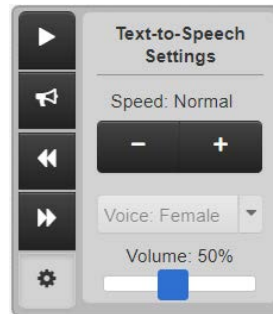 Text-to-Speech
Settings
Speed: Normal
− +
Voice: Female
Volume: 50%